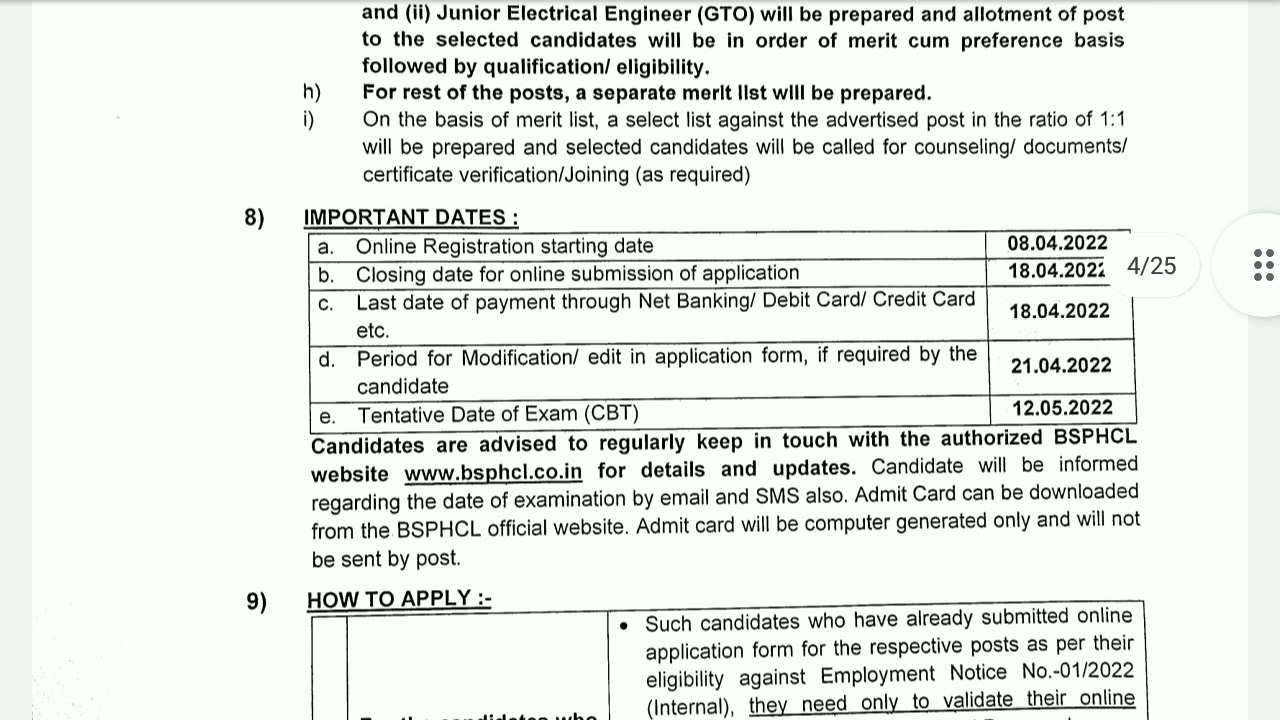 and (ii) Junior Electrical Engineer (GTO) will be prepared and allotment of post
to the selected candidates will be in order of merit cum preference basis
followed by qualification/ eligibility.
h) For rest of the posts, a separate merit list will be prepared.
i) On the basis of merit list, a select list against the advertised post in the ratio of 1:1
will be prepared and selected candidates will be called for counseling/ documents/
certificate verification/Joining (as required)
8) IMPORTANT DATES :
a. Online Registration starting date 08.04.2022
b. Closing date for online submission of application 18.04.2022
4/25
c. Last date of payment through Net Banking/ Debit Card/ Credit Card
etc. 18.04.2022
d. Period for Modification/ edit in application form, if required by the
candidate 21.04.2022
e. Tentative Date of Exam (CBT) 12.05.2022
Candidates are advised to regularly keep in touch with the authorized BSPHCL
website www.bsphcl.co.in for details and updates. Candidate will be informed
regarding the date of examination by email and SMS also. Admit Card can be downloaded
from the BSPHCL official website. Admit card will be computer generated only and will not
be sent by post.
9) HOW TO APPLY :-
• Such candidates who have already submitted online
application form for the respective posts as per their
eligibility against Employment Notice No.-01/2022
(Internal), they need only to validate their online